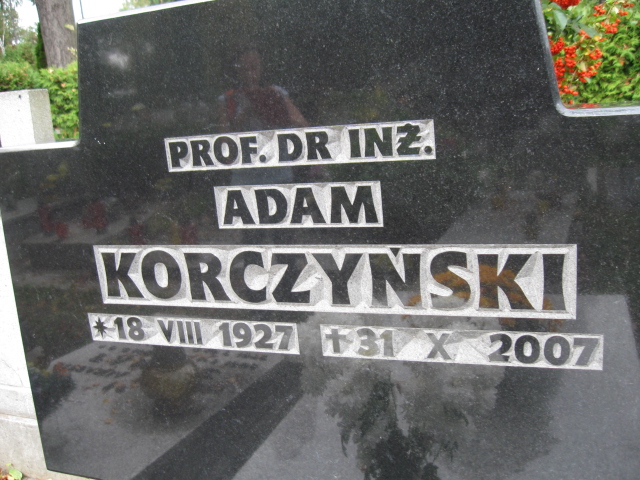 PROF. DR INŻ.
ADAM
KORCZYŃSKI
*18 VIII 1927 †31 X 2007